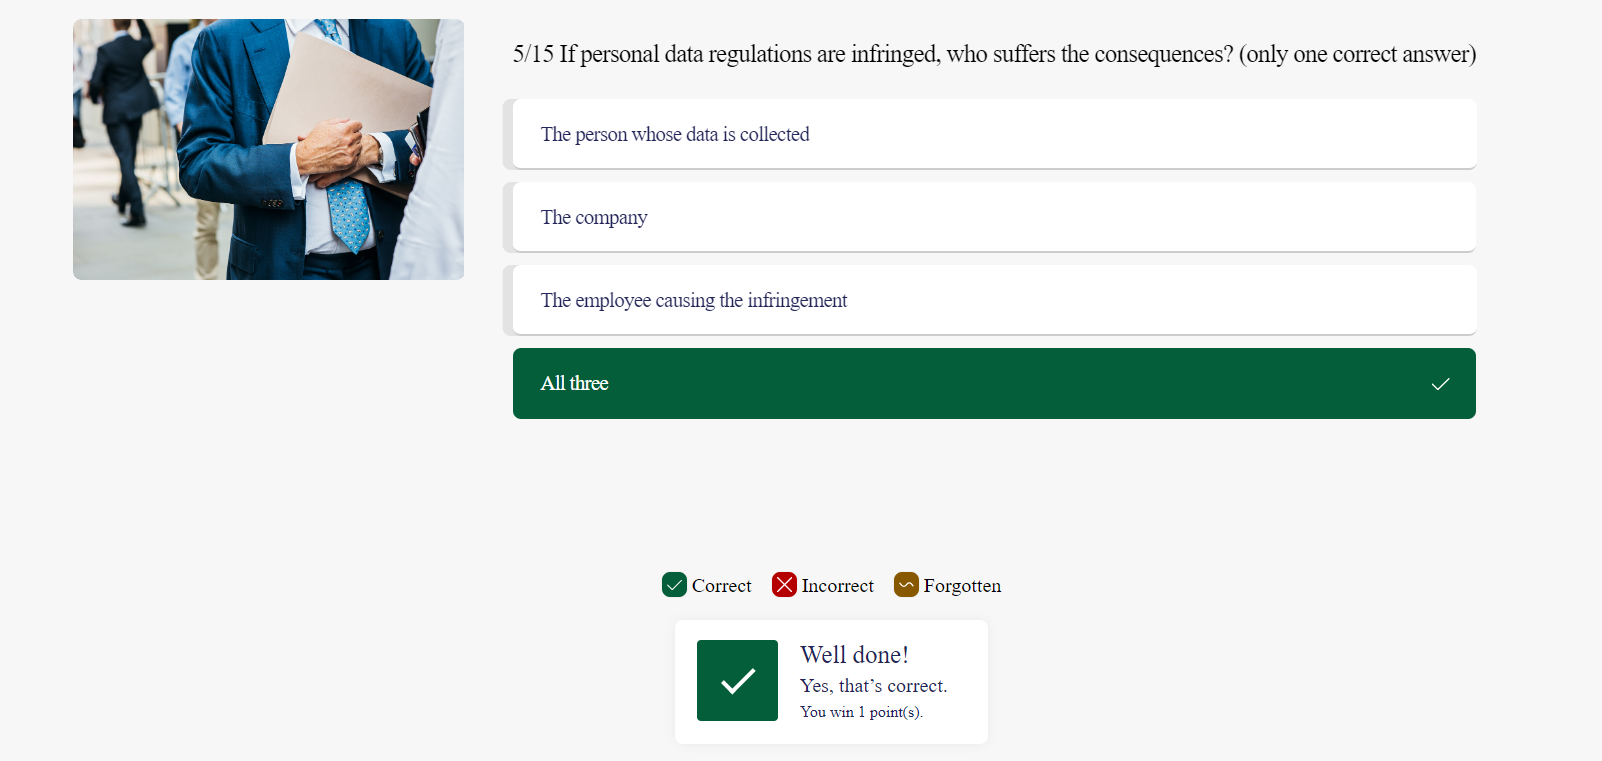 5/15 If personal data regulations are infringed, who suffers the consequences? (only one correct answer)
The person whose data is collected
The company
The employee causing the infringement
All three
Correct Incorrect Forgotten
Well done!
Yes, that’s correct.
You win 1 point(s).